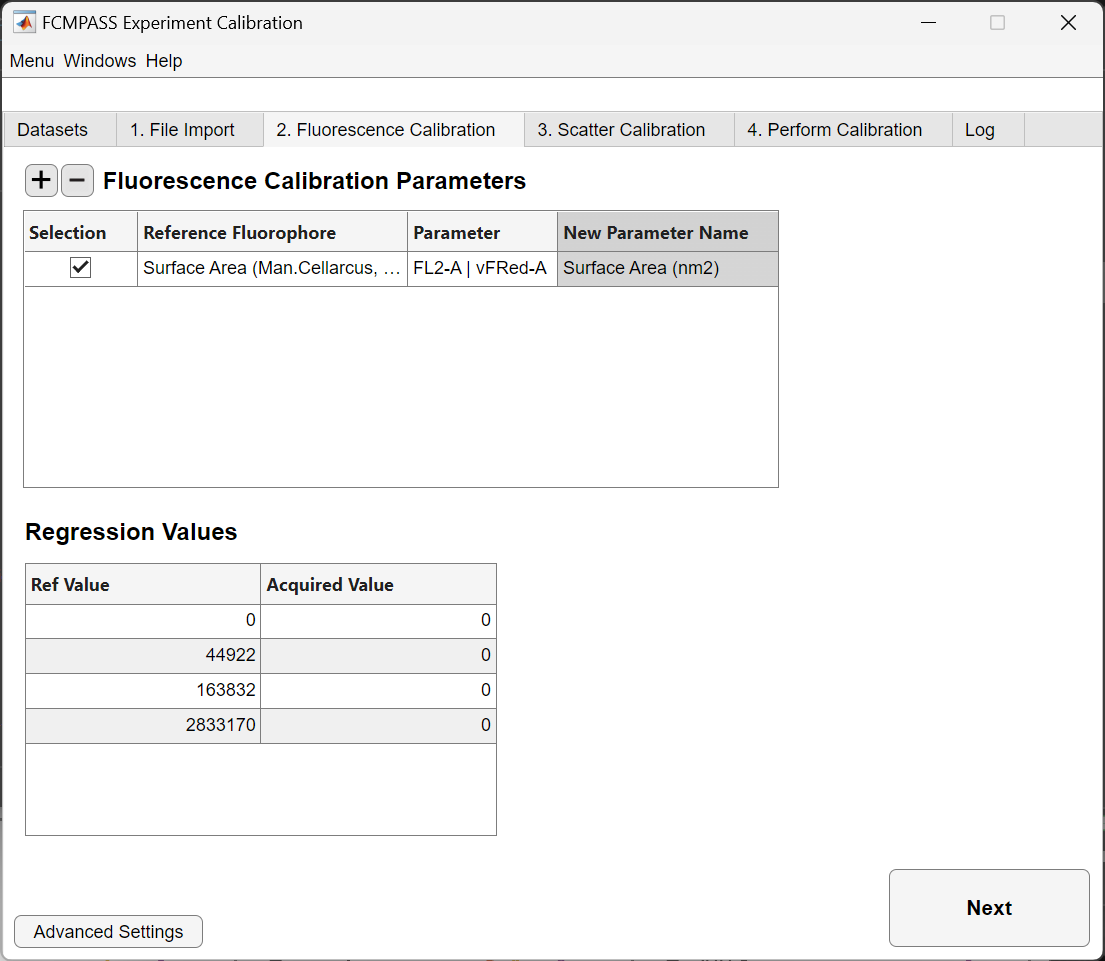 FCMPASS Experiment Calibration
Menu Windows Help
Datasets 1. File Import 2. Fluorescence Calibration 3. Scatter Calibration 4. Perform Calibration Log
+ − Fluorescence Calibration Parameters
Selection Reference Fluorophore Parameter New Parameter Name
Surface Area (Man.Cellarcus, ... FL2-A | vFRed-A Surface Area (nm2)
Regression Values
Ref Value Acquired Value
0 0
44922 0
163832 0
2833170 0
Next
Advanced Settings